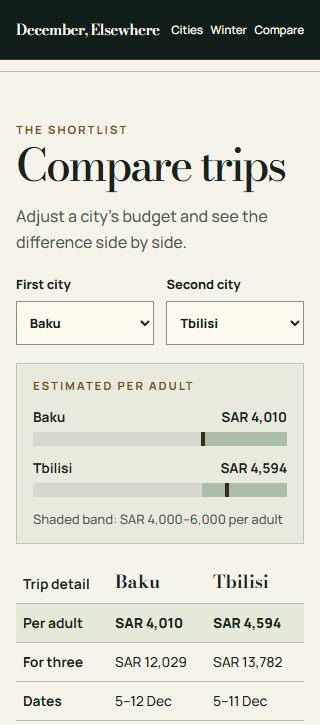 December, Elsewhere Cities Winter Compare
THE SHORTLIST
Compare trips
Adjust a city's budget and see the
difference side by side.
First city Second city
Baku Tbilisi
ESTIMATED PER ADULT
Baku SAR 4,010
Tbilisi SAR 4,594
Shaded band: SAR 4,000–6,000 per adult
Trip detail Baku Tbilisi
Per adult SAR 4,010 SAR 4,594
For three SAR 12,029 SAR 13,782
Dates 5–12 Dec 5–11 Dec